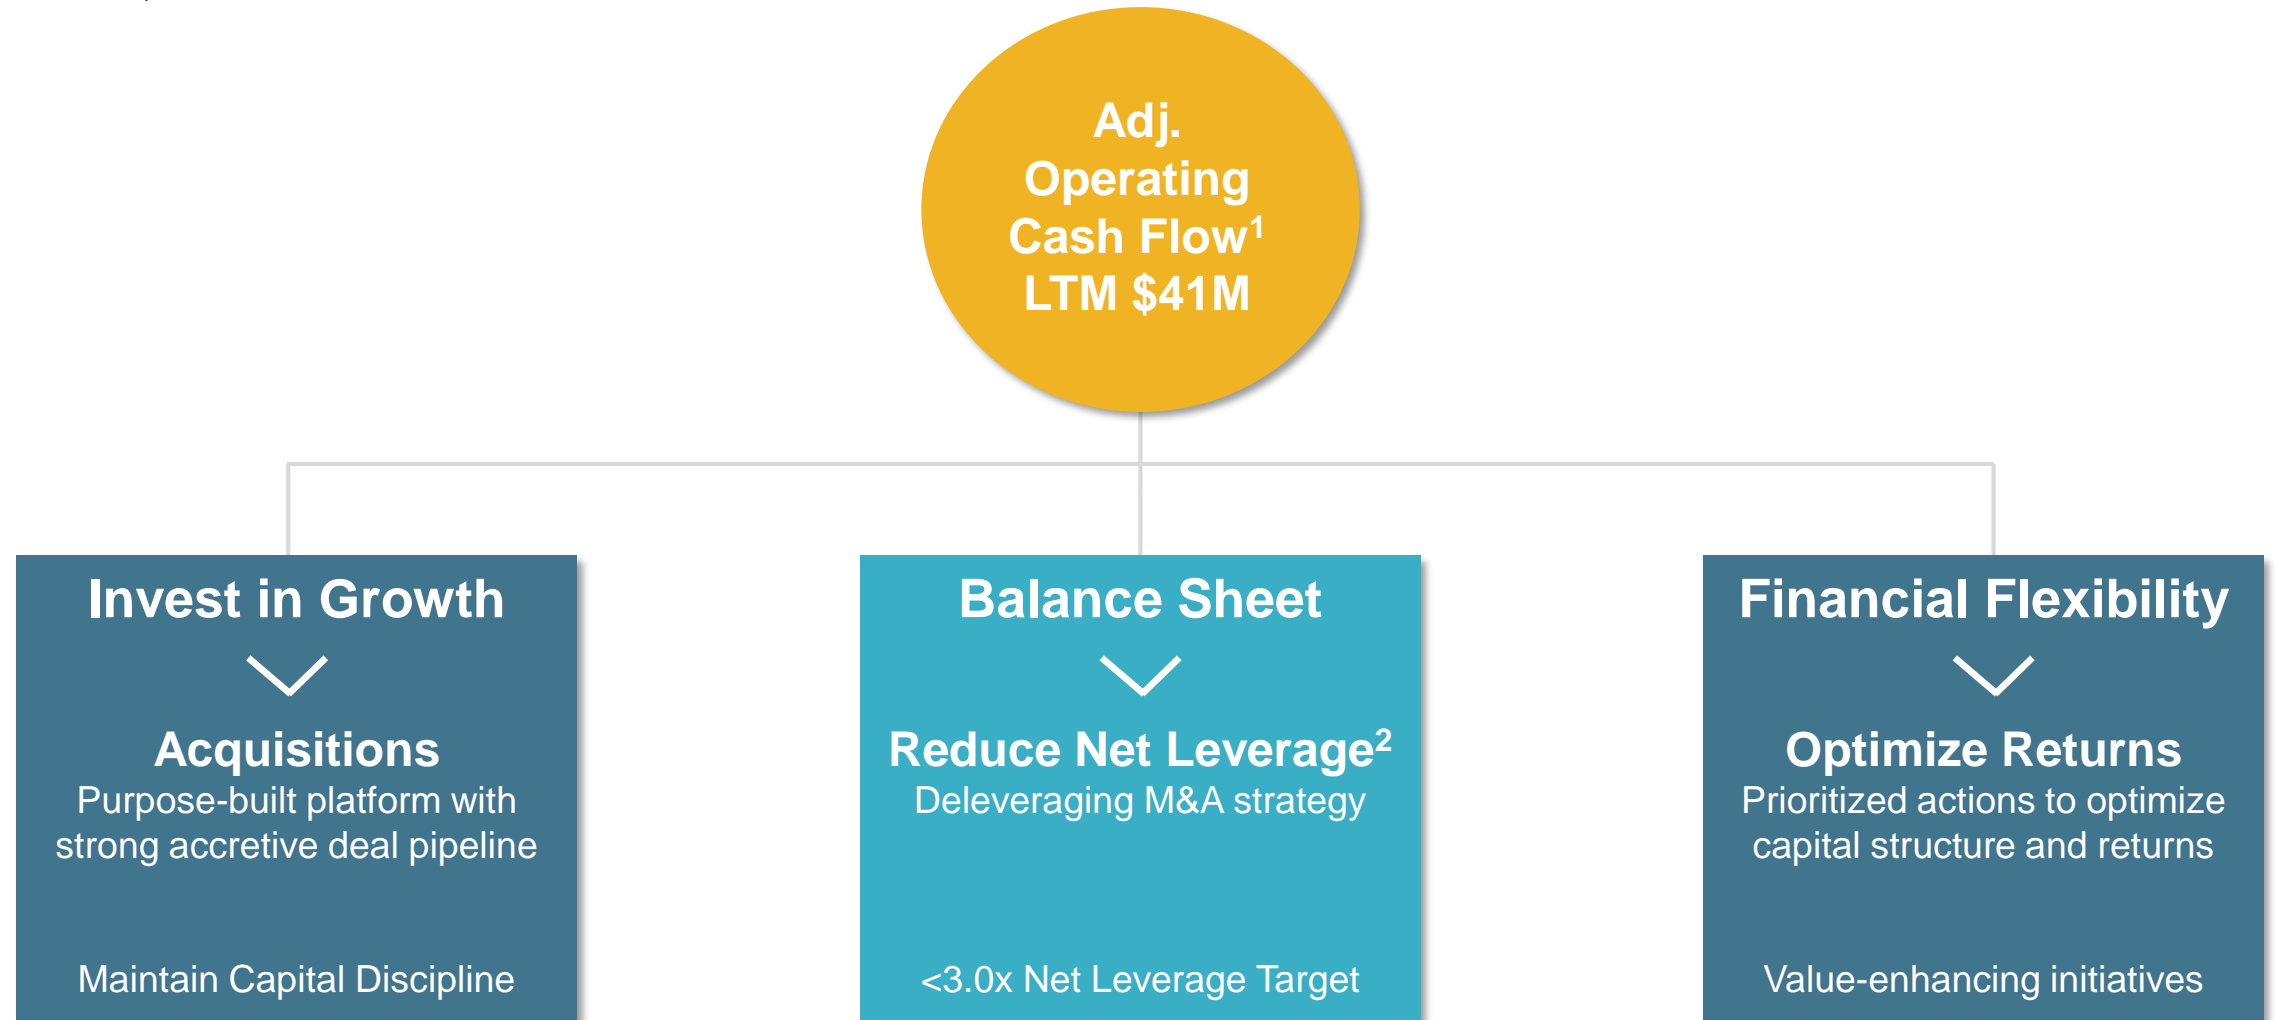 Adj.
Operating
Cash Flow¹
LTM $41M
Invest in Growth
Acquisitions
Purpose-built platform with
strong accretive deal pipeline
Maintain Capital Discipline
Balance Sheet
Reduce Net Leverage²
Deleveraging M&A strategy
<3.0x Net Leverage Target
Financial Flexibility
Optimize Returns
Prioritized actions to optimize
capital structure and returns
Value-enhancing initiatives